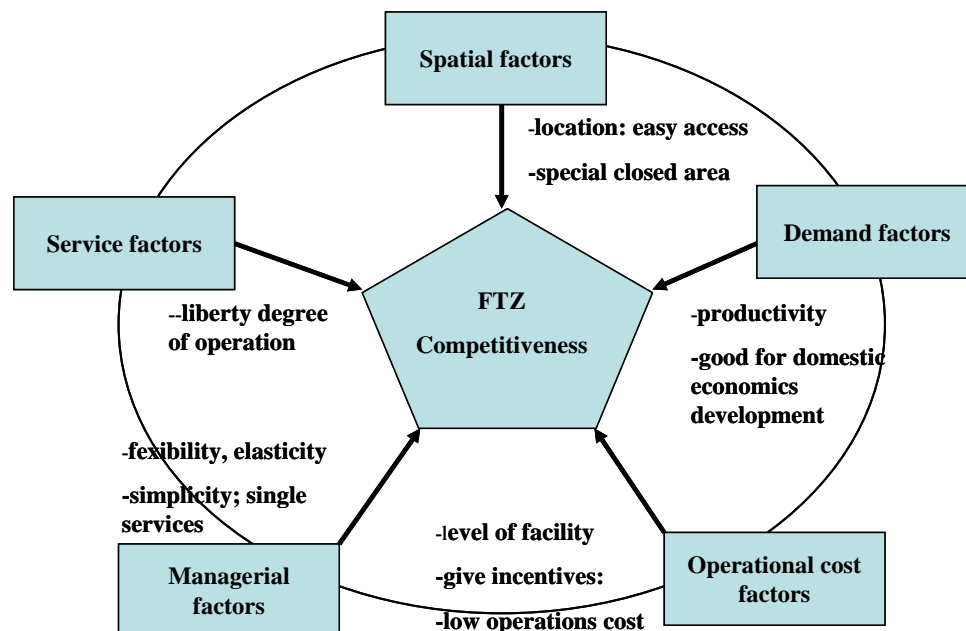 Spatial factors
-location: easy access
-special closed area
Service factors
--liberty degree
of operation
Demand factors
-productivity
-good for domestic
economics
development
FTZ
Competitiveness
-fexibility, elasticity
-simplicity; single
services
Managerial
factors
-level of facility
-give incentives:
-low operations cost
Operational cost
factors